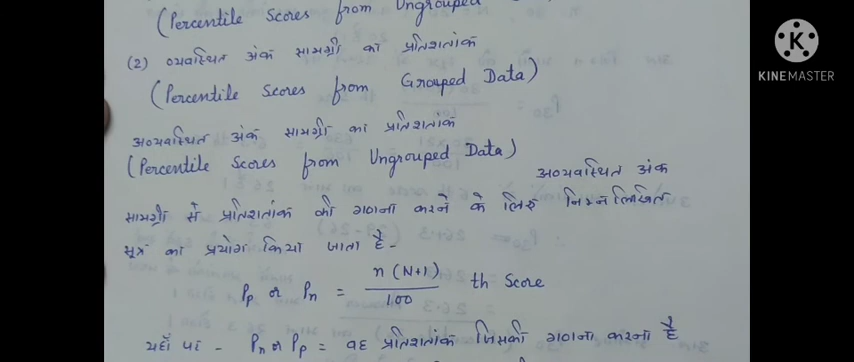 (Percentile Scores from Ungrouped
(2) व्यवस्थित अंक सामग्री का प्रतिशतांक
(Percentile Scores from Grouped Data)
अव्यवस्थित अंक सामग्री का प्रतिशतांक
(Percentile Scores from Ungrouped Data)
अव्यवस्थित अंक
सामग्री से प्रतिशतांक की गणना करने के लिए निम्नलिखित
सूत्र का प्रयोग किया जाता है-
Pp or Pn = n(N+1)/100 th Score
यहाँ पर - Pn or Pp = वह प्रतिशतांक जिसकी गणना करना है
KINEMASTER